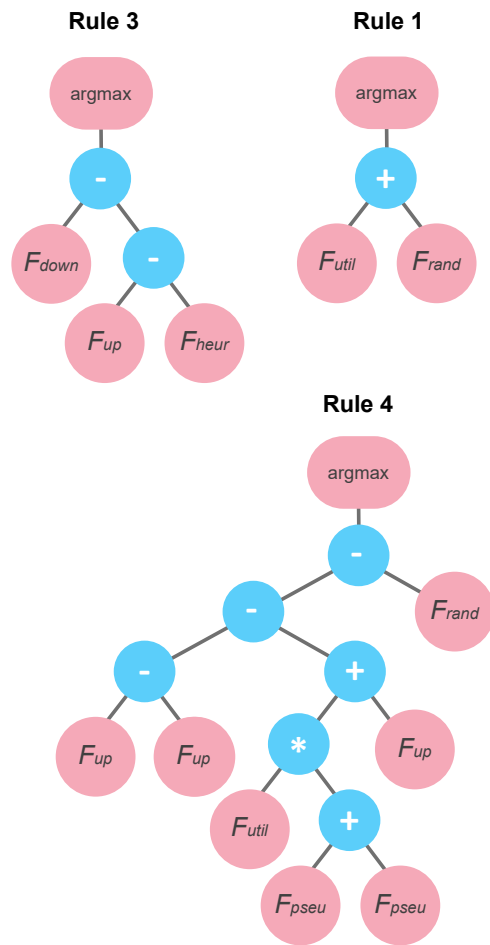 Rule 3
Rule 1
argmax
argmax
-
+
Fdown
-
Futil
Frand
Fup
Fheur
Rule 4
argmax
-
-
Frand
-
+
Fup
Fup
*
Fup
Futil
+
Fpseu
Fpseu